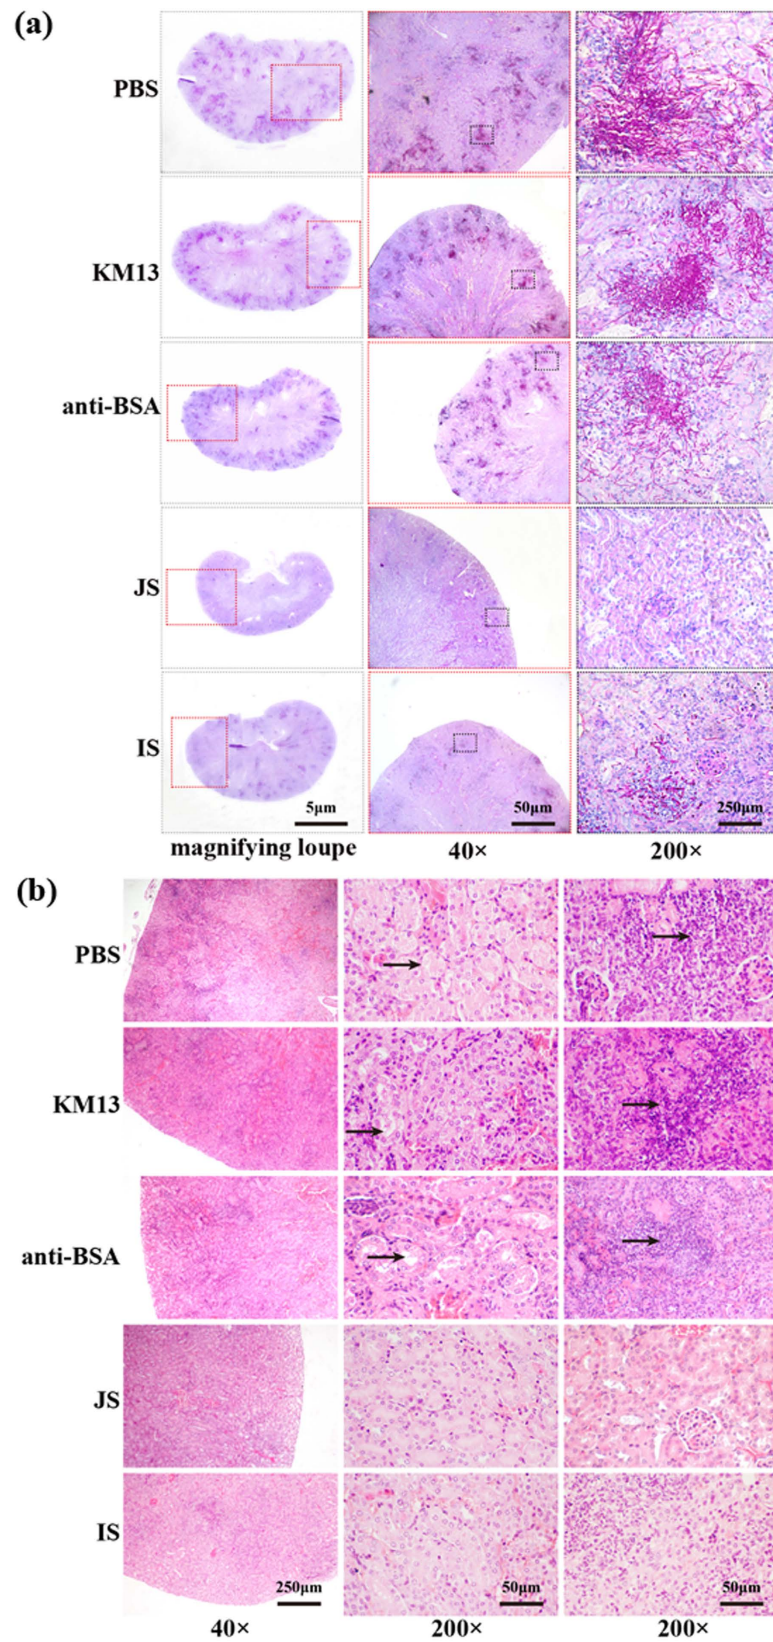 (a)
PBS
KM13
anti-BSA
JS
IS
5μm
50μm
250μm
magnifying loupe
40×
200×
(b)
PBS
KM13
anti-BSA
JS
IS
250μm
50μm
50μm
40×
200×
200×